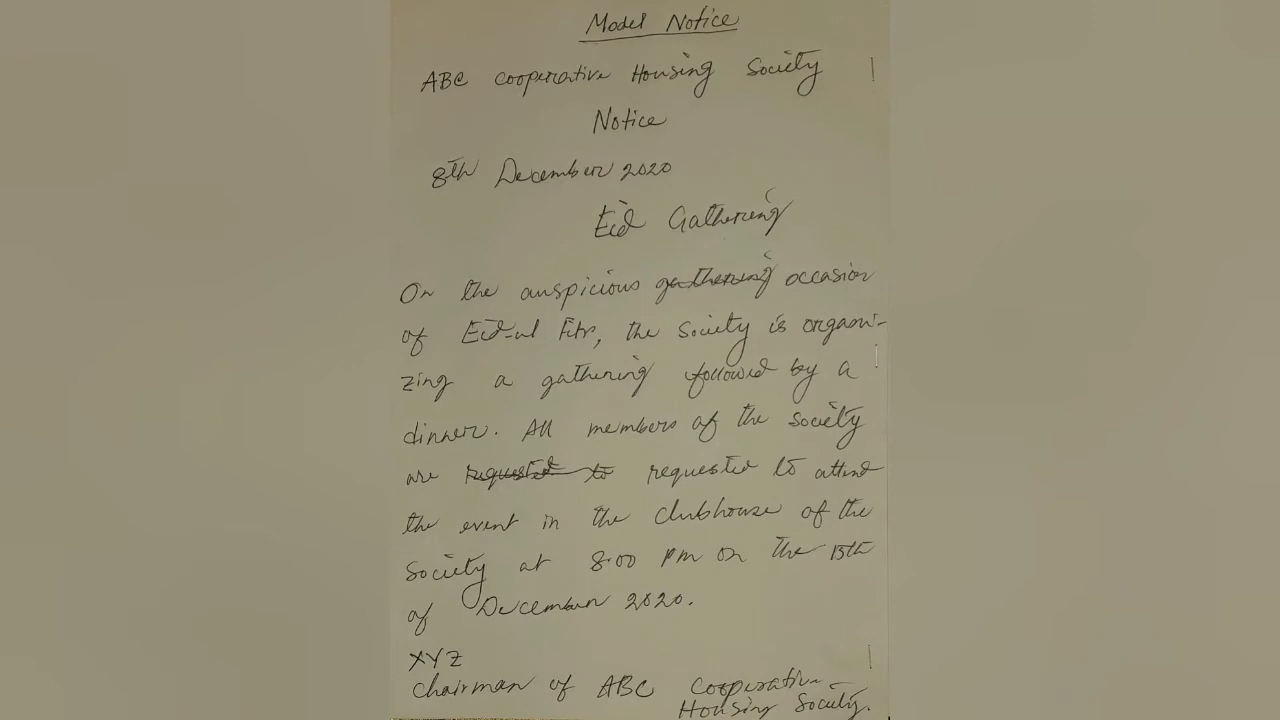 Model Notice
ABC cooperative Housing Society
Notice
8th December 2020
Eid Gathering
On the auspicious gathering occasion
of Eid-ul Fitr, the society is organi-
zing a gathering followed by a
dinner. All members of the society
are requested to requested to attend
the event in the clubhouse of the
society at 8.00 pm on the 15th
of December 2020.
XYZ
Chairman of ABC Cooperative
Housing Society.